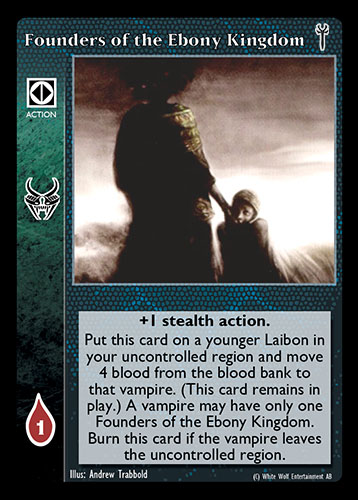 Founders of the Ebony Kingdom
ACTION
+1 stealth action.
Put this card on a younger Laibon in
your uncontrolled region and move
4 blood from the blood bank to
that vampire. (This card remains in
play.) A vampire may have only one
Founders of the Ebony Kingdom.
Burn this card if the vampire leaves
the uncontrolled region.
1
Illus: Andrew Trabbold
(C) White Wolf Entertainment AB